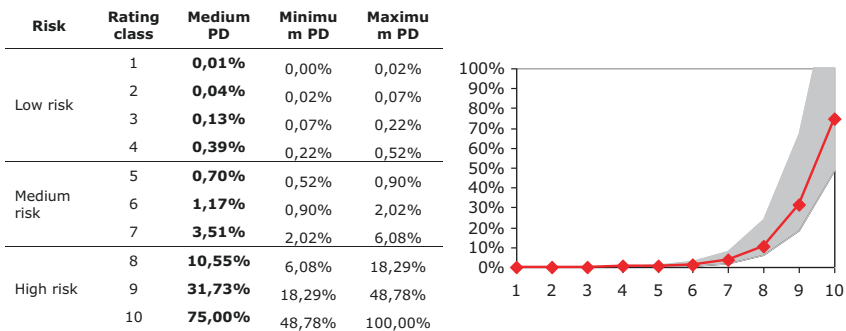 Risk Rating class Medium PD Minimu m PD Maximu m PD
1 0,01% 0,00% 0,02%
2 0,04% 0,02% 0,07%
Low risk
3 0,13% 0,07% 0,22%
4 0,39% 0,22% 0,52%
5 0,70% 0,52% 0,90%
Medium risk
6 1,17% 0,90% 2,02%
7 3,51% 2,02% 6,08%
8 10,55% 6,08% 18,29%
High risk 9 31,73% 18,29% 48,78%
10 75,00% 48,78% 100,00%
100%
90%
80%
70%
60%
50%
40%
30%
20%
10%
0%
1 2 3 4 5 6 7 8 9 10